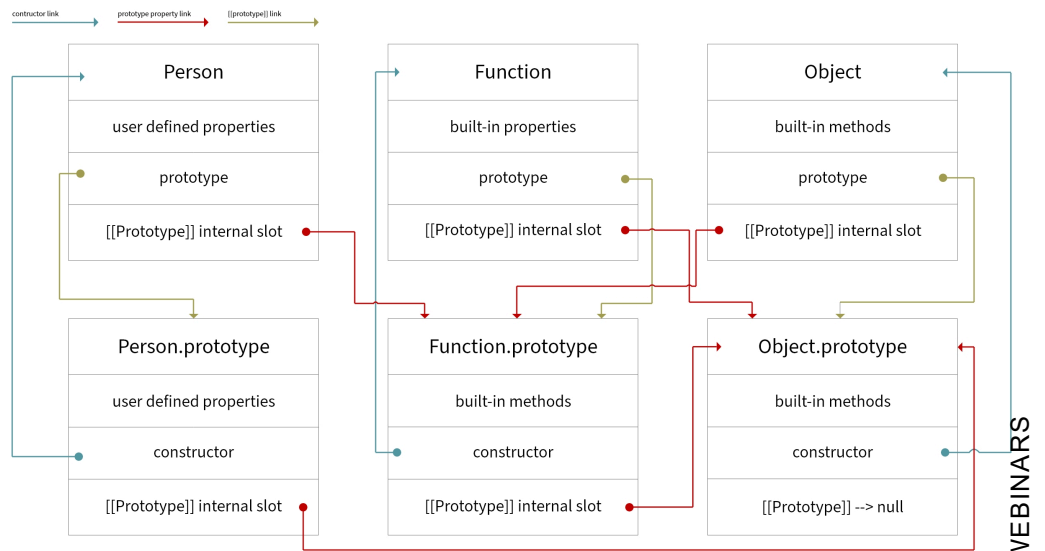 contructor link
prototype property link
[[prototype]] link
Person
user defined properties
prototype
[[Prototype]] internal slot
Function
built-in properties
prototype
[[Prototype]] internal slot
Object
built-in methods
prototype
[[Prototype]] internal slot
Person.prototype
user defined properties
constructor
[[Prototype]] internal slot
Function.prototype
built-in methods
constructor
[[Prototype]] internal slot
Object.prototype
built-in methods
constructor
[[Prototype]] --> null
WEBINARS